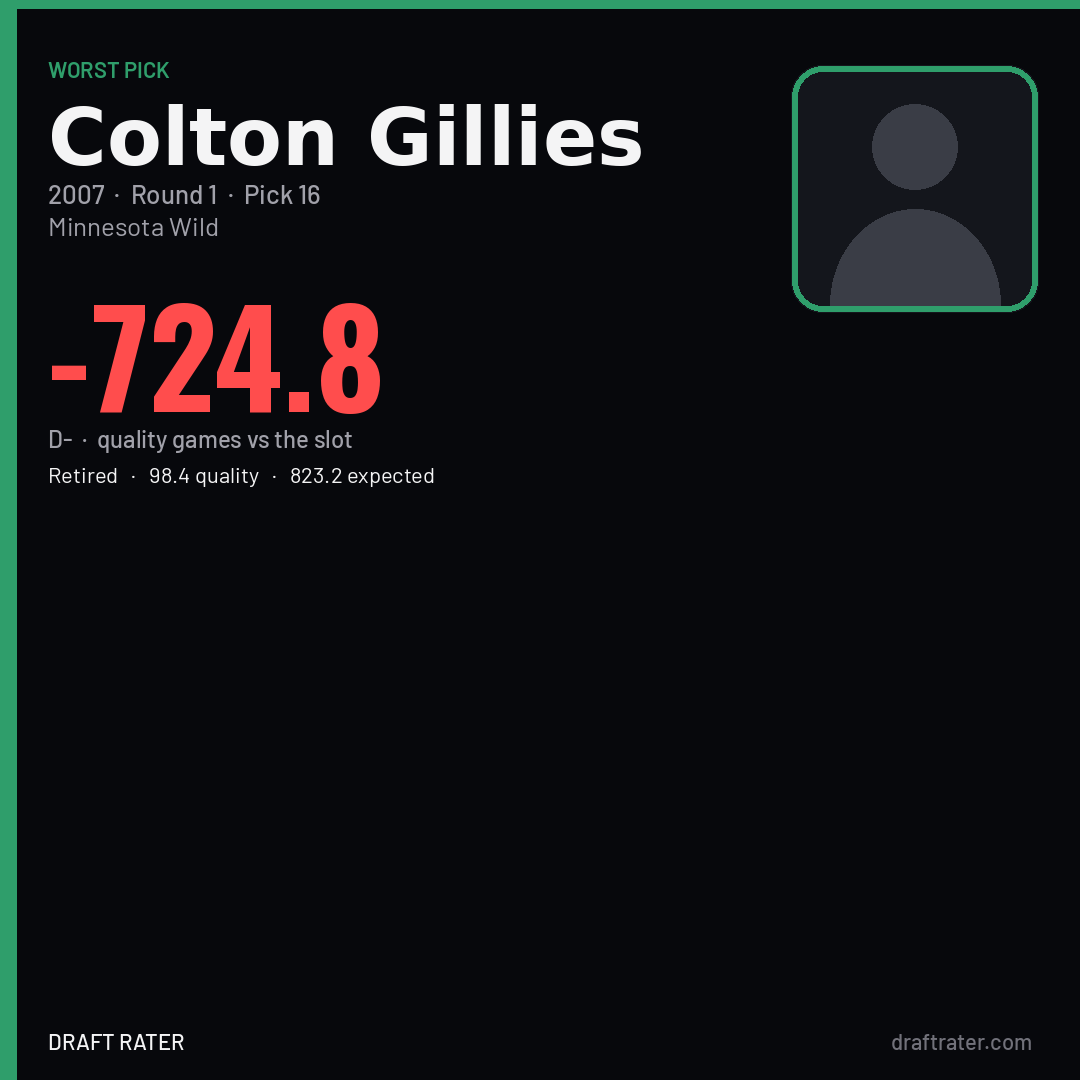 WORST PICK
Colton Gillies
2007 · Round 1 · Pick 16
Minnesota Wild
-724.8
D- · quality games vs the slot
Retired · 98.4 quality · 823.2 expected
DRAFT RATER
draftrater.com